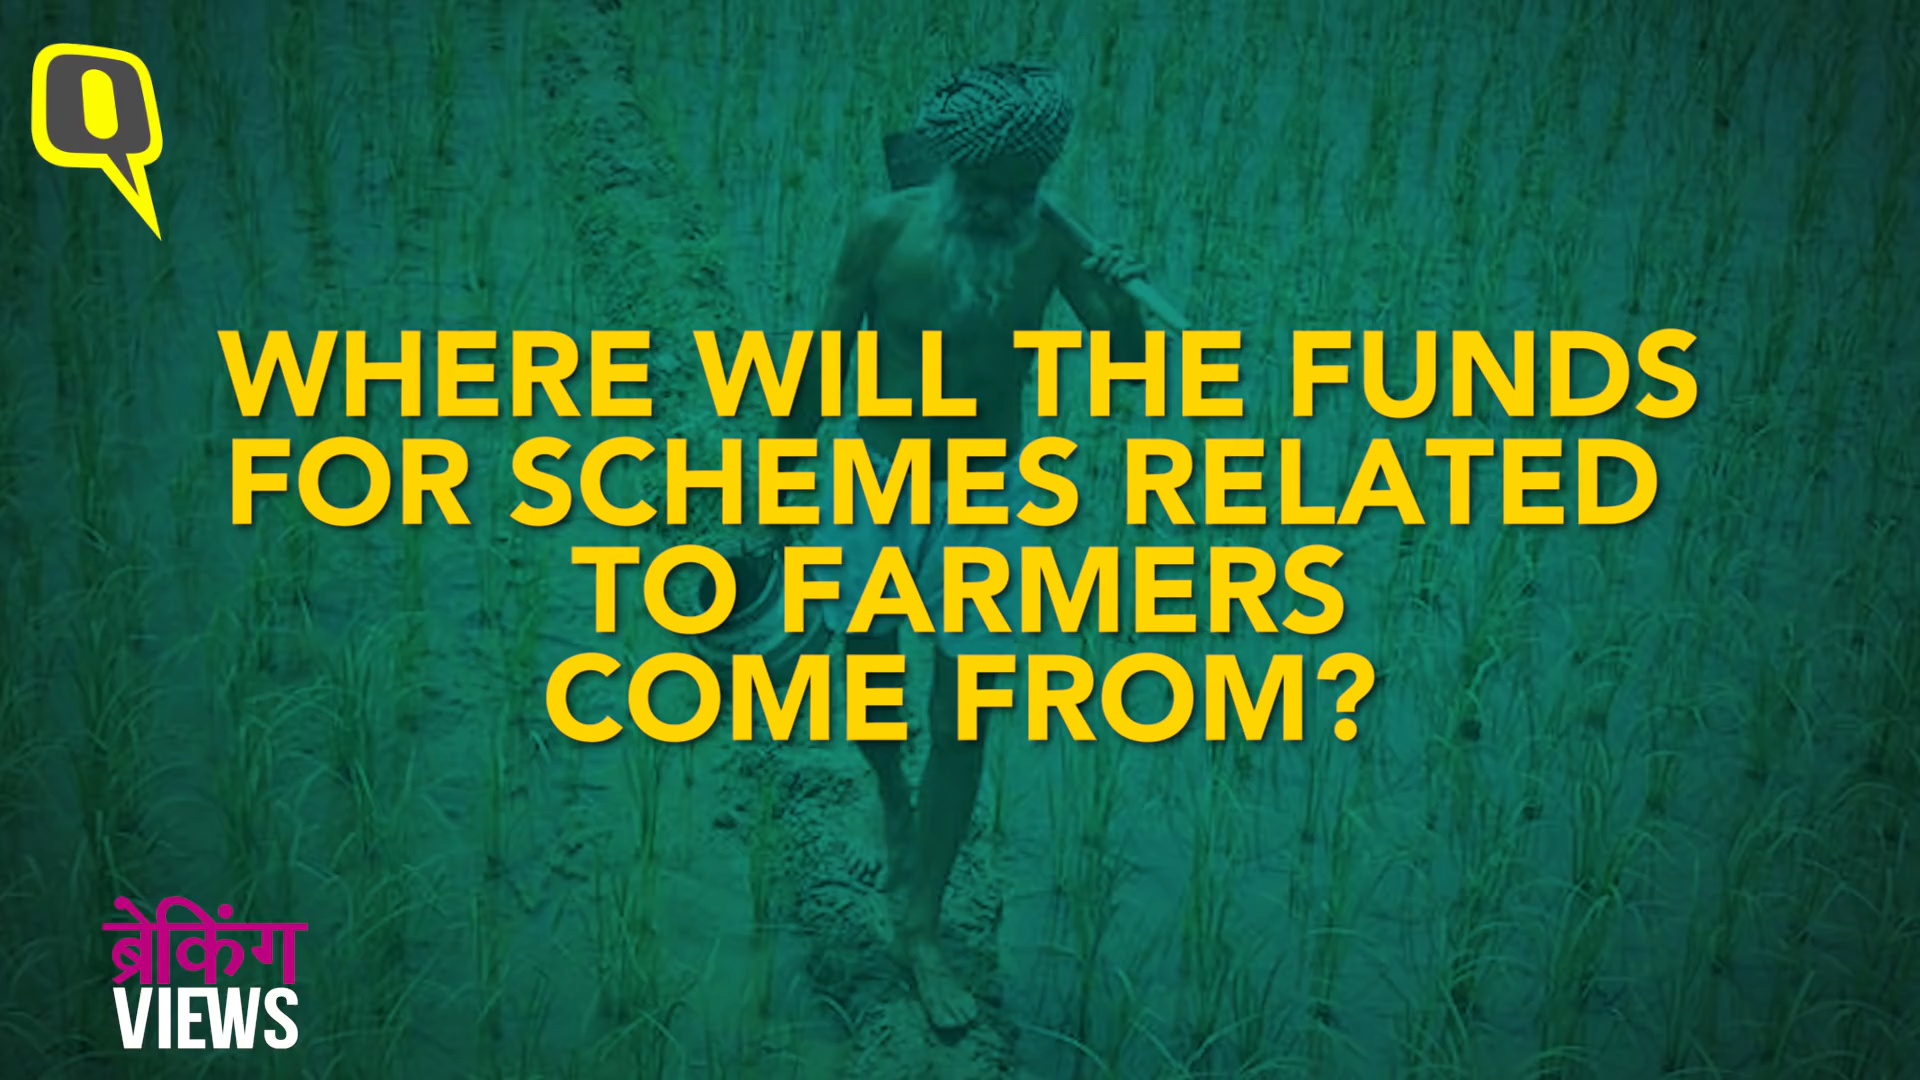 WHERE WILL THE FUNDS
FOR SCHEMES RELATED
TO FARMERS
COME FROM?
ब्रेकिंग
VIEWS